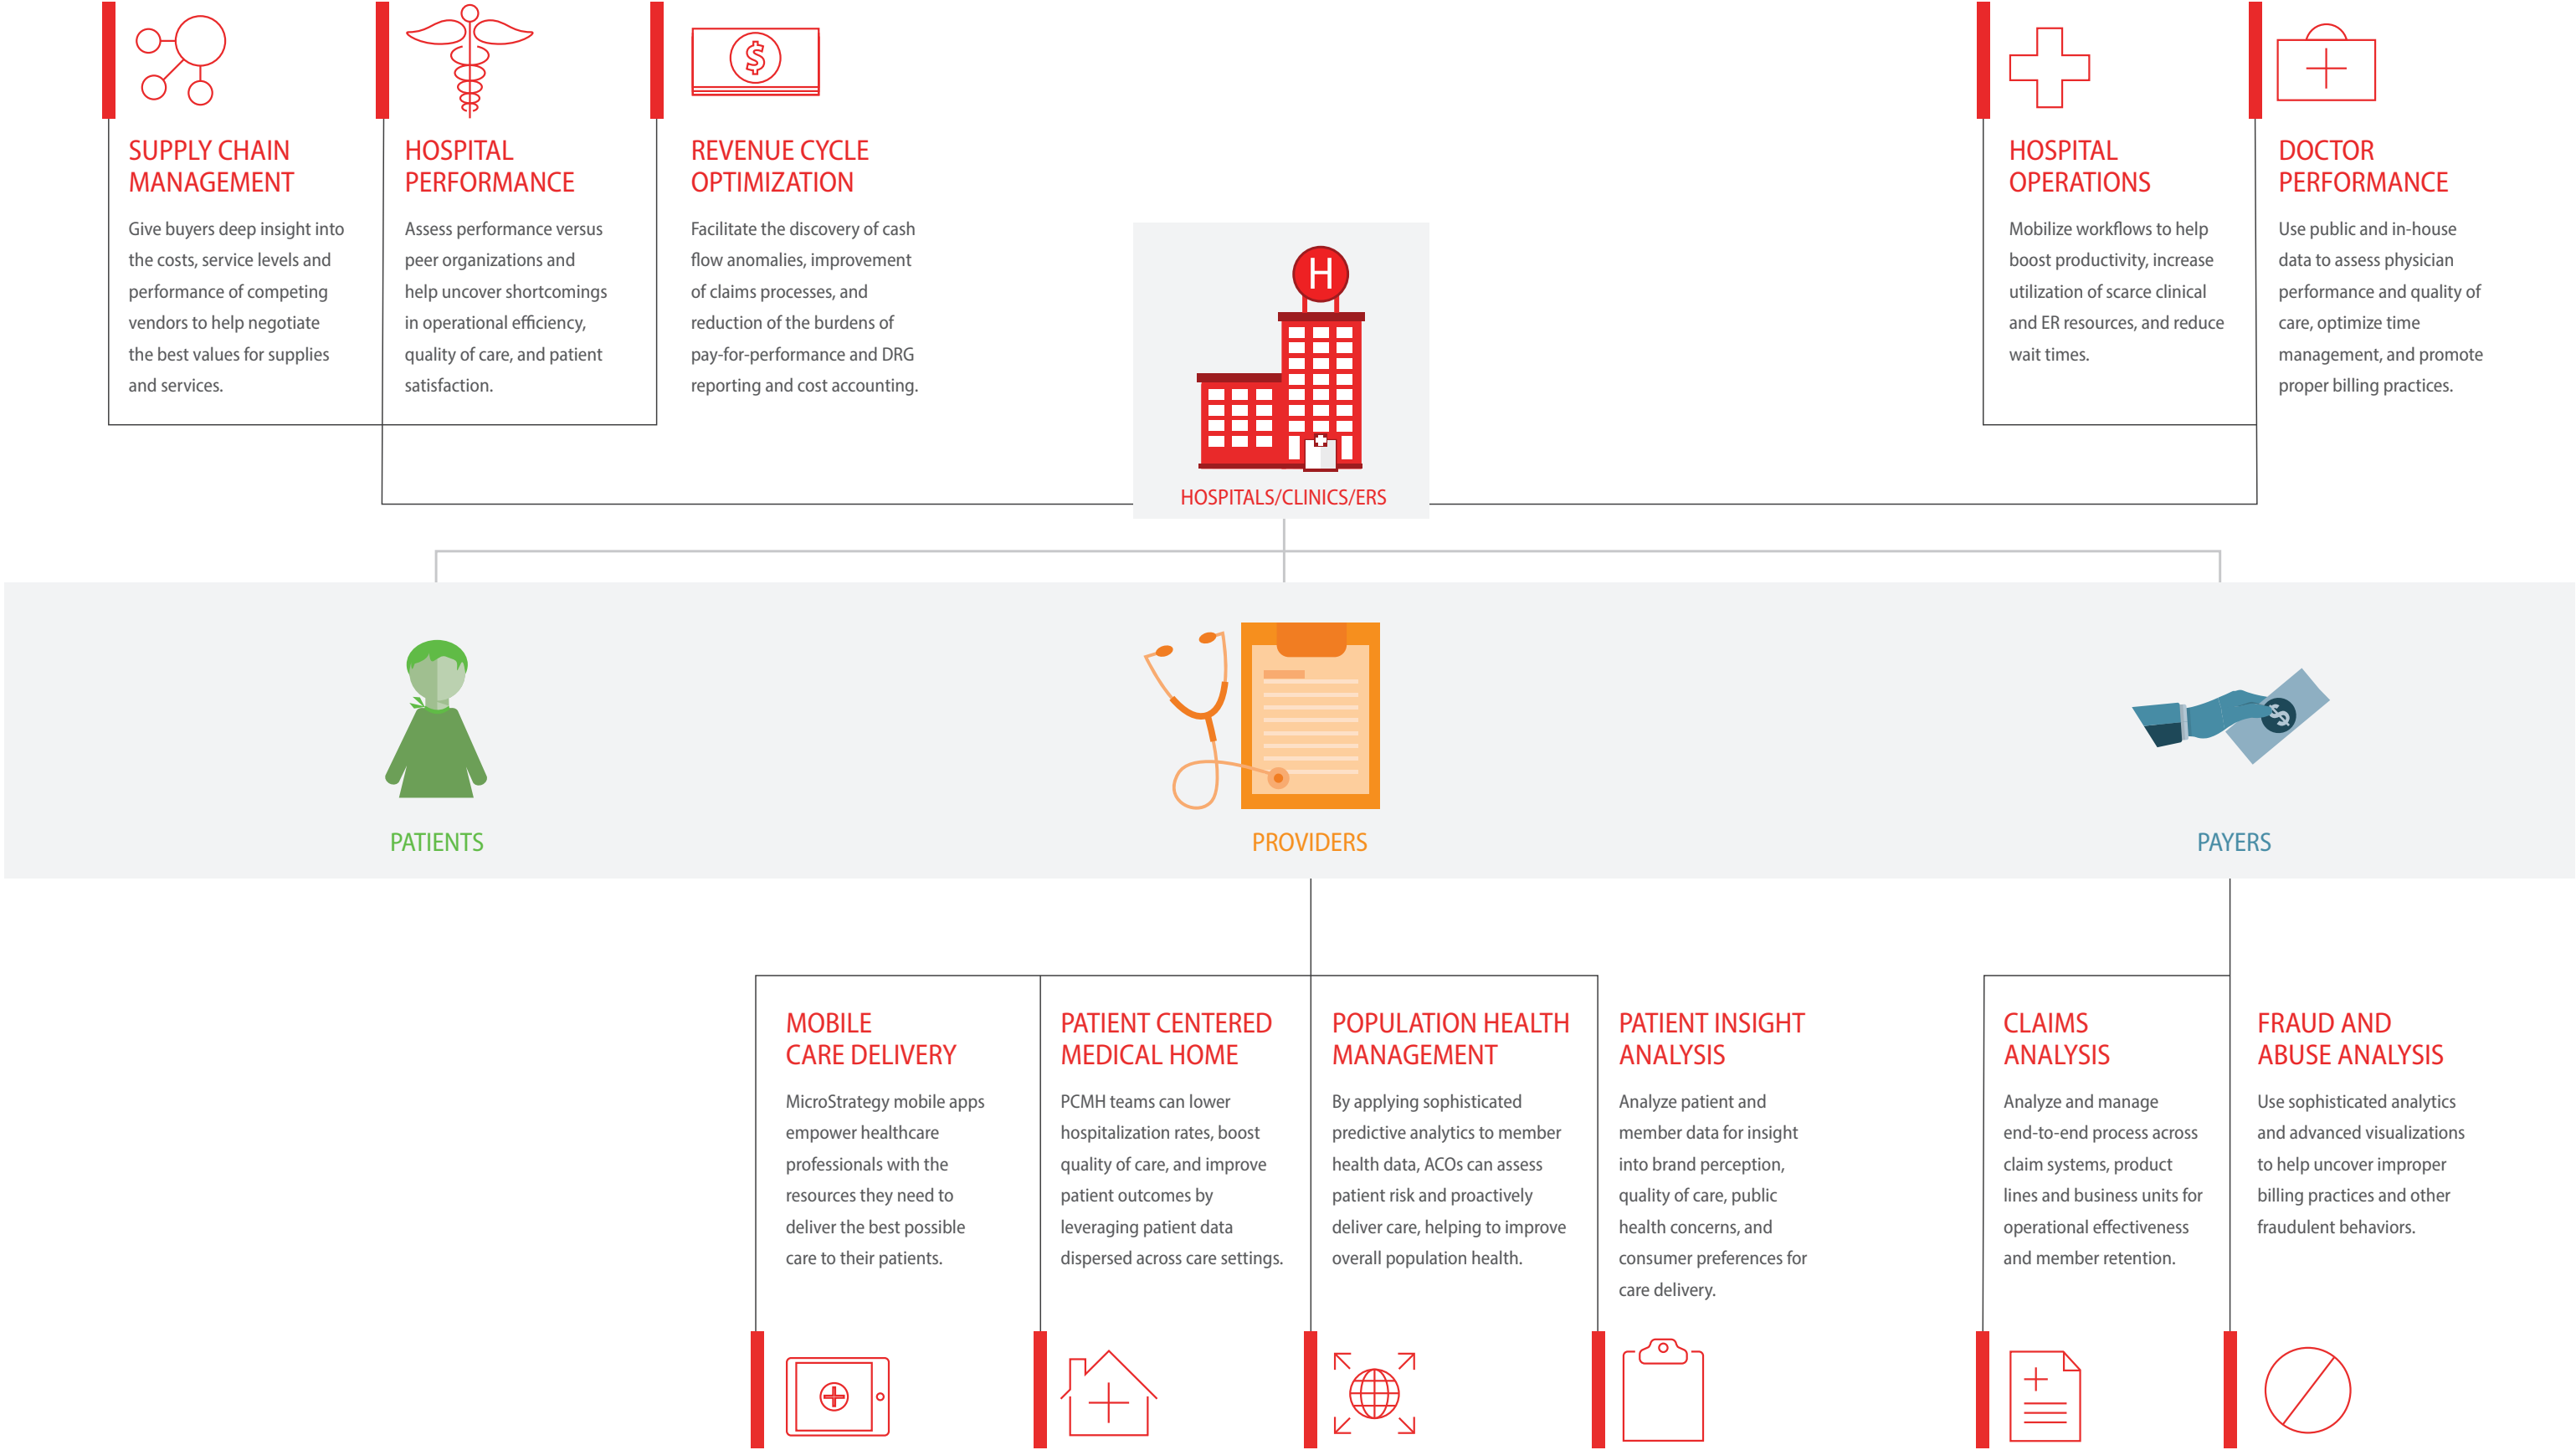 SUPPLY CHAIN
MANAGEMENT
Give buyers deep insight into
the costs, service levels and
performance of competing
vendors to help negotiate
the best values for supplies
and services.
HOSPITAL
PERFORMANCE
Assess performance versus
peer organizations and
help uncover shortcomings
in operational efficiency,
quality of care, and patient
satisfaction.
$
REVENUE CYCLE
OPTIMIZATION
Facilitate the discovery of cash
flow anomalies, improvement
of claims processes, and
reduction of the burdens of
pay-for-performance and DRG
reporting and cost accounting.
H
HOSPITALS/CLINICS/ERS
HOSPITAL
OPERATIONS
Mobilize workflows to help
boost productivity, increase
utilization of scarce clinical
and ER resources, and reduce
wait times.
DOCTOR
PERFORMANCE
Use public and in-house
data to assess physician
performance and quality of
care, optimize time
management, and promote
proper billing practices.
PATIENTS
PROVIDERS
$
PAYERS
MOBILE
CARE DELIVERY
MicroStrategy mobile apps
empower healthcare
professionals with the
resources they need to
deliver the best possible
care to their patients.
PATIENT CENTERED
MEDICAL HOME
PCMH teams can lower
hospitalization rates, boost
quality of care, and improve
patient outcomes by
leveraging patient data
dispersed across care settings.
POPULATION HEALTH
MANAGEMENT
By applying sophisticated
predictive analytics to member
health data, ACOs can assess
patient risk and proactively
deliver care, helping to improve
overall population health.
PATIENT INSIGHT
ANALYSIS
Analyze patient and
member data for insight
into brand perception,
quality of care, public
health concerns, and
consumer preferences for
care delivery.
CLAIMS
ANALYSIS
Analyze and manage
end-to-end process across
claim systems, product
lines and business units for
operational effectiveness
and member retention.
FRAUD AND
ABUSE ANALYSIS
Use sophisticated analytics
and advanced visualizations
to help uncover improper
billing practices and other
fraudulent behaviors.